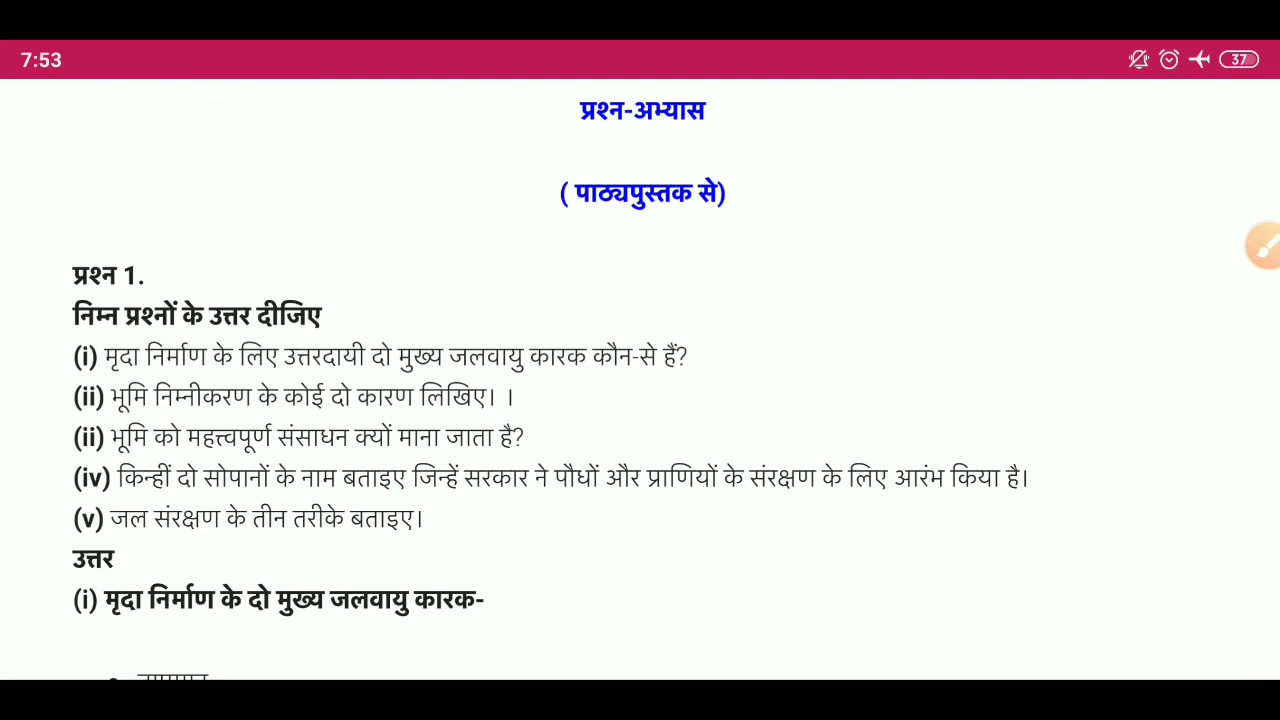 7:53
37
प्रश्न-अभ्यास
( पाठ्यपुस्तक से)
प्रश्न 1.
निम्न प्रश्नों के उत्तर दीजिए
(i) मृदा निर्माण के लिए उत्तरदायी दो मुख्य जलवायु कारक कौन-से हैं?
(ii) भूमि निम्नीकरण के कोई दो कारण लिखिए। ।
(ii) भूमि को महत्त्वपूर्ण संसाधन क्यों माना जाता है?
(iv) किन्हीं दो सोपानों के नाम बताइए जिन्हें सरकार ने पौधों और प्राणियों के संरक्षण के लिए आरंभ किया है।
(v) जल संरक्षण के तीन तरीके बताइए।
उत्तर
(i) मृदा निर्माण के दो मुख्य जलवायु कारक-